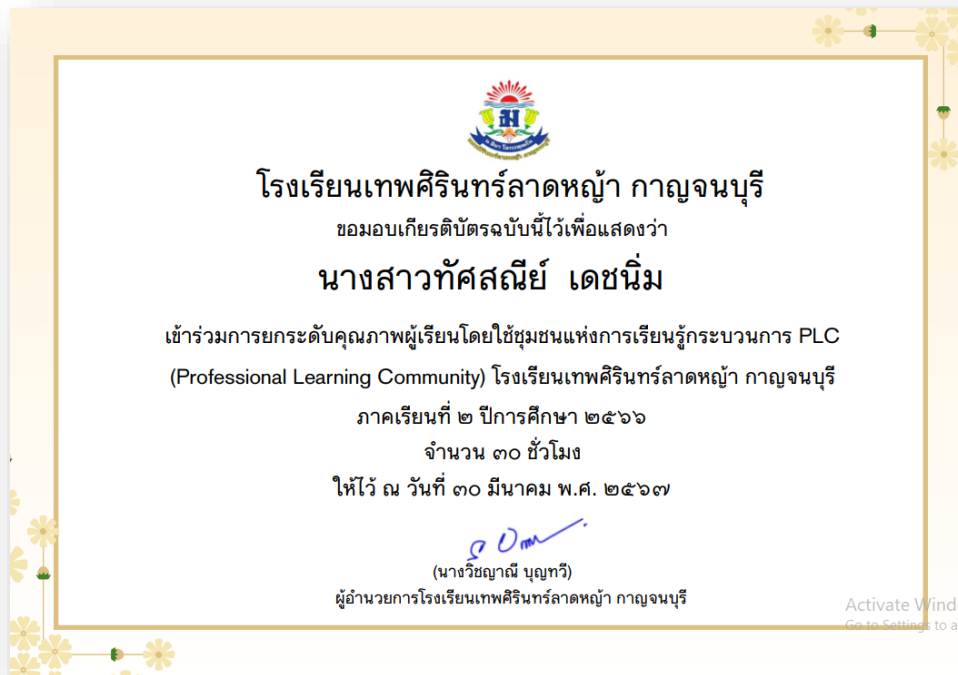 โรงเรียนเทพศิรินทร์ลาดหญ้า กาญจนบุรี
ขอมอบเกียรติบัตรฉบับนี้ไว้เพื่อแสดงว่า
นางสาวทัศสณีย์ เดชนิ่ม
เข้าร่วมการยกระดับคุณภาพผู้เรียนโดยใช้ชุมชนแห่งการเรียนรู้กระบวนการ PLC
(Professional Learning Community) โรงเรียนเทพศิรินทร์ลาดหญ้า กาญจนบุรี
ภาคเรียนที่ ๒ ปีการศึกษา ๒๕๖๖
จำนวน ๓๐ ชั่วโมง
ให้ไว้ ณ วันที่ ๓๐ มีนาคม พ.ศ. ๒๕๖๗
(นางวิชญาณี บุญทวี)
ผู้อำนวยการโรงเรียนเทพศิรินทร์ลาดหญ้า กาญจนบุรี
Activate Wind
Go to Settings to a